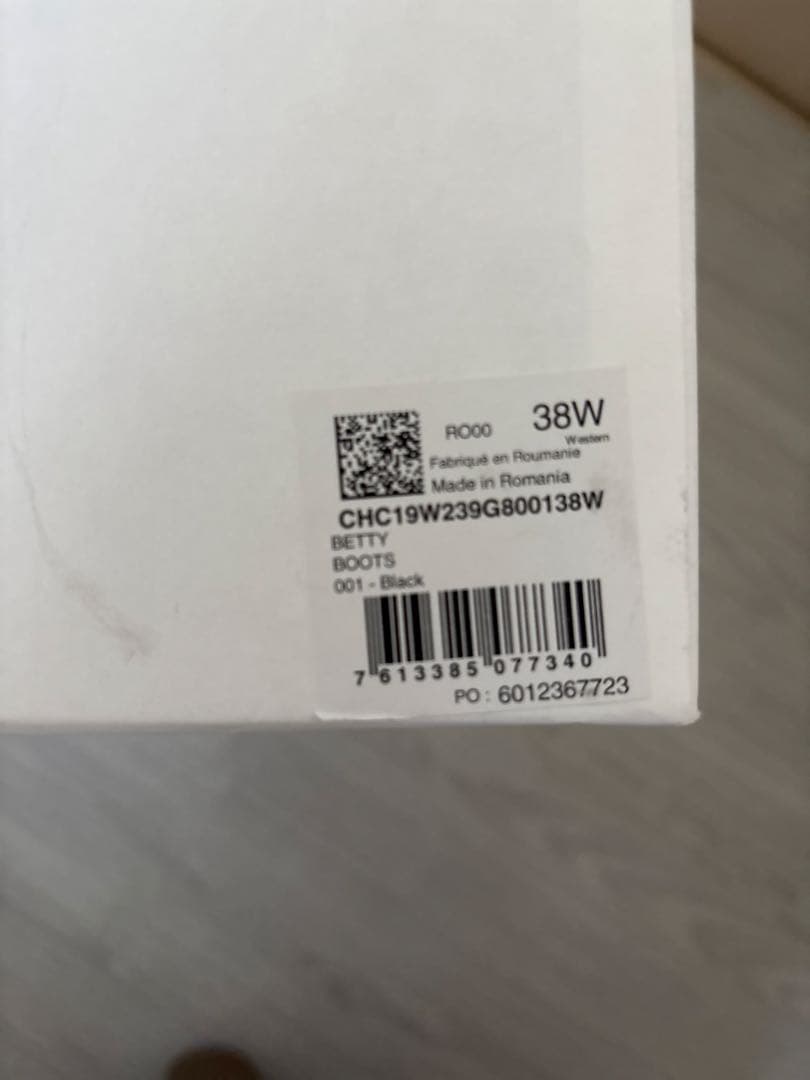 RO00 38W
Western
Fabriqué en Roumanie
Made in Romania
CHC19W239G800138W
BETTY
BOOTS
001 - Black
7 613385 077340
PO : 6012367723